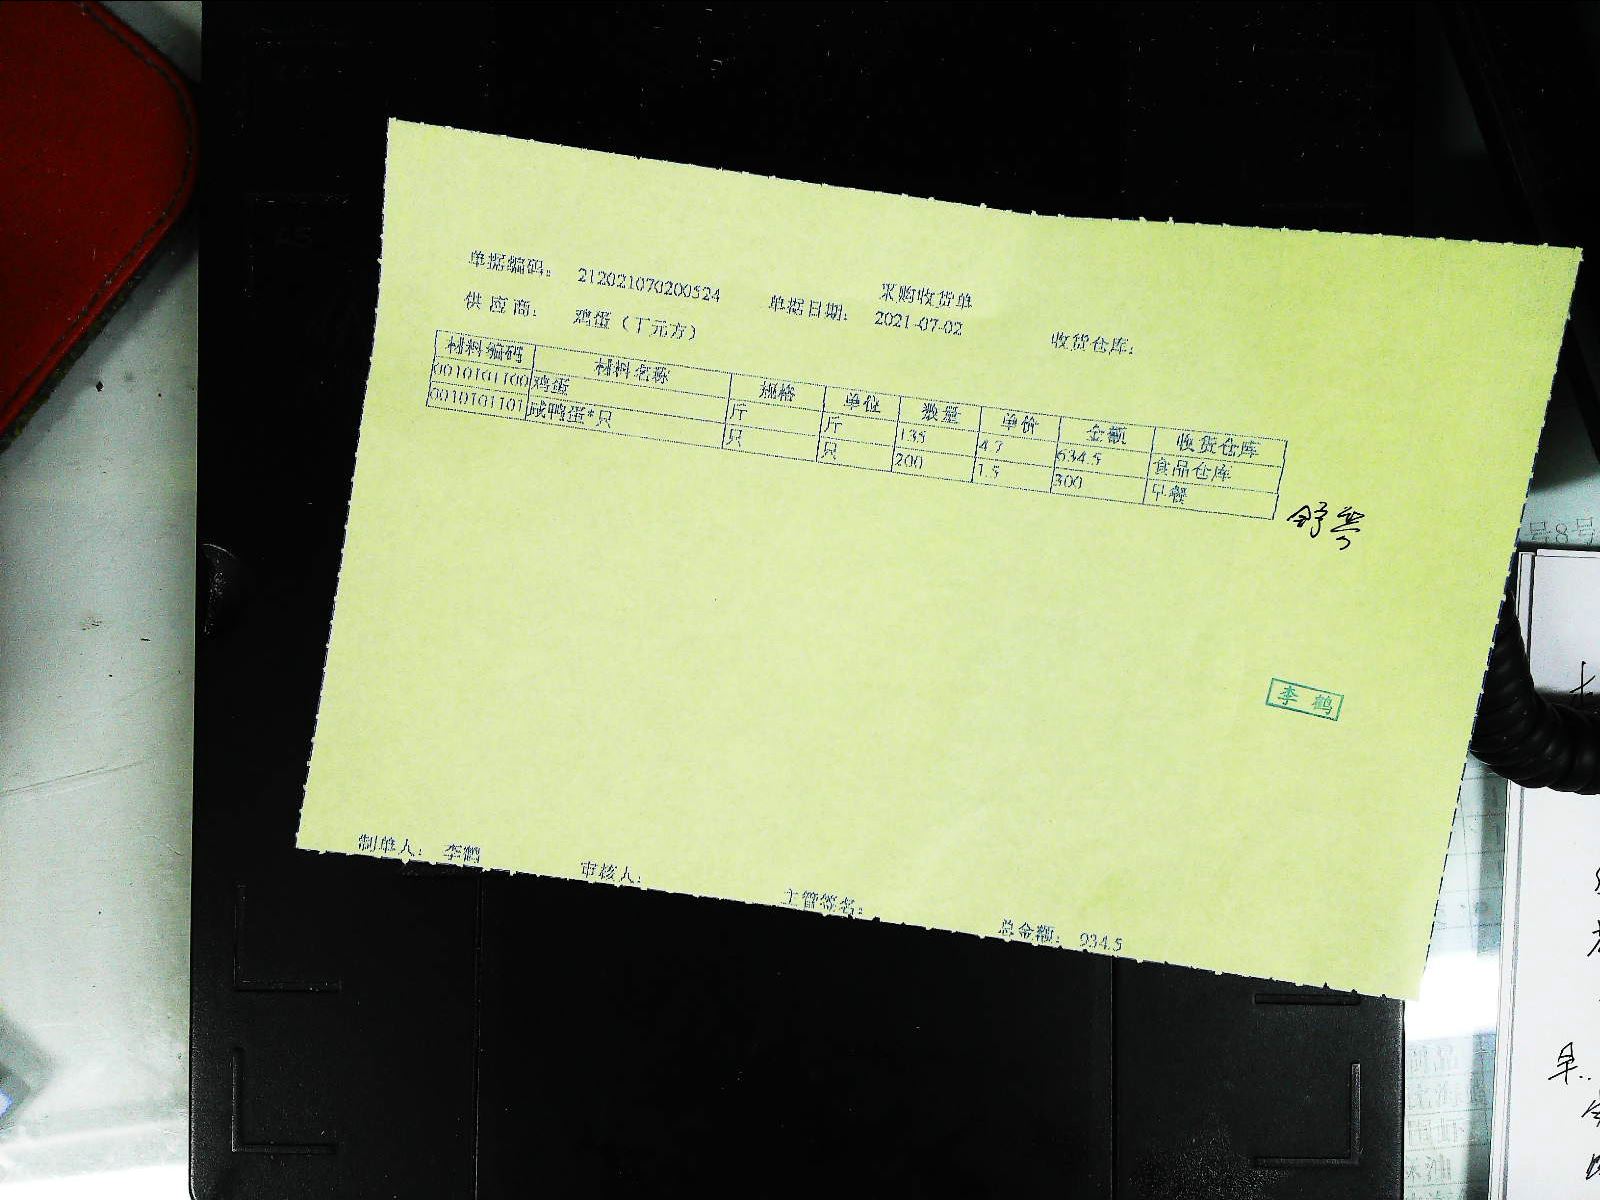 采购收货单
单据编码: 212021070200524 单据日期: 2021-07-02 收货仓库:
供应商: 鸡蛋(丁元方)
材料编码 材料名称 规格 单位 数量 单价 金额 收货仓库
0010101100 鸡蛋 斤 斤 135 4.7 634.5 食品仓库
0010101101 咸鸭蛋*只 只 只 200 1.5 300 早餐
李鹤
制单人: 李鹤 审核人: 主管签名: 总金额: 934.5
号8号